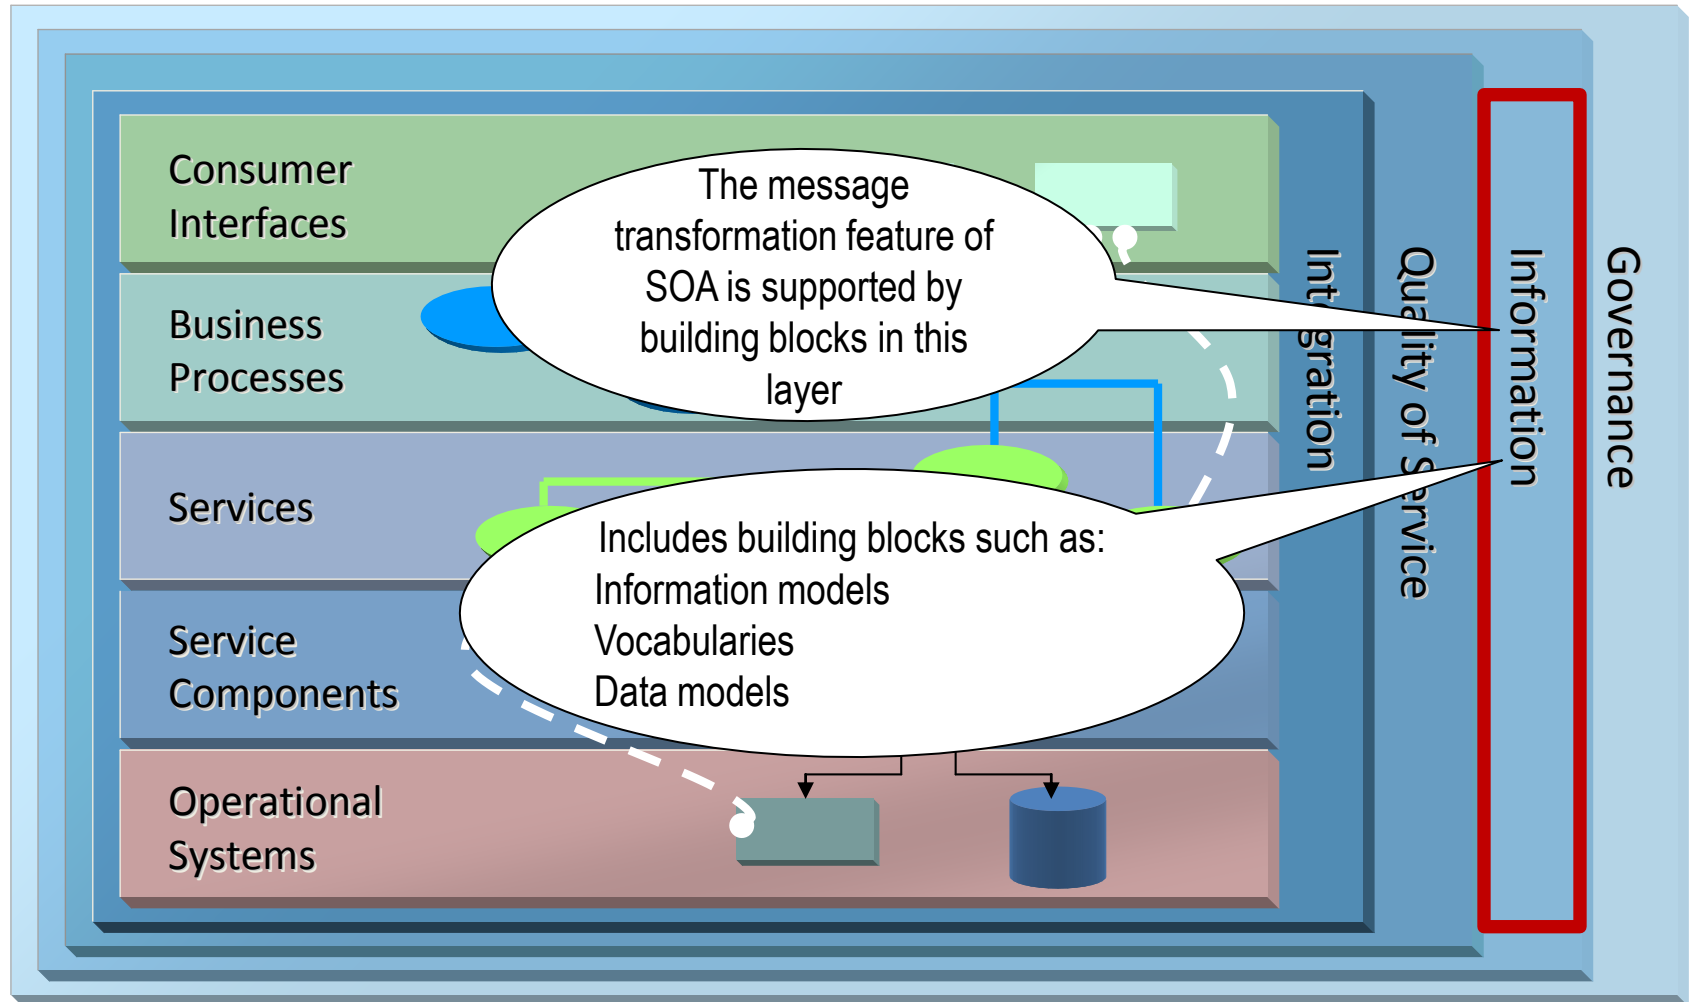 Consumer
Interfaces
The message
transformation feature of
SOA is supported by
building blocks in this
layer
Business
Processes
Services
Includes building blocks such as:
Information models
Vocabularies
Data models
Service
Components
Operational
Systems
Integration
Quality of Service
Information
Governance